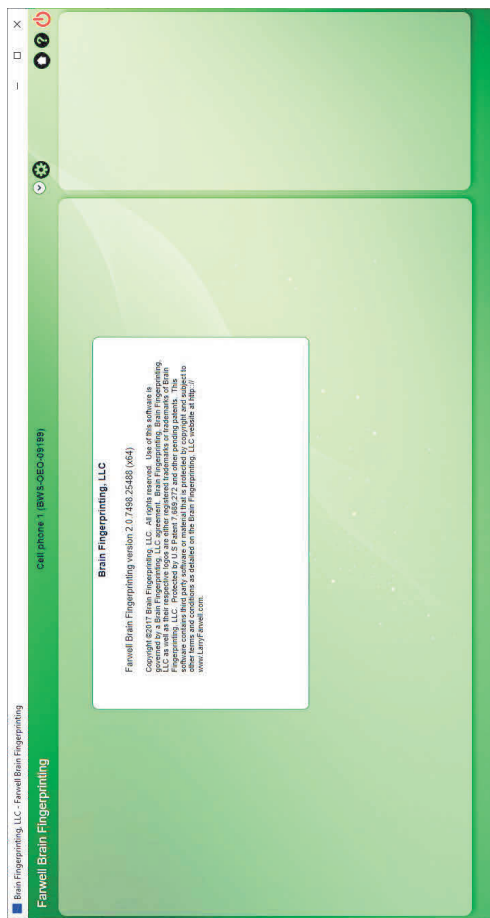 Brain Fingerprinting, LLC - Farwell Brain Fingerprinting
Farwell Brain Fingerprinting
Cell phone 1 (BWS-OEO-09199)
Brain Fingerprinting, LLC
Farwell Brain Fingerprinting version 2.0.7498.25488 (x64)
Copyright ©2017 Brain Fingerprinting, LLC. All rights reserved. Use of this software is
governed by a Brain Fingerprinting, LLC agreement. Brain Fingerprinting, Brain Fingerprinting,
LLC as well as their respective logos are either registered trademarks or trademarks of Brain
Fingerprinting, LLC. Protected by U.S Patent 7,689,272 and other pending patents. This
software contains third party software or material that is protected by copyright and subject to
other terms and conditions as detailed on the Brain Fingerprinting, LLC website at http://
www.LarryFarwell.com.